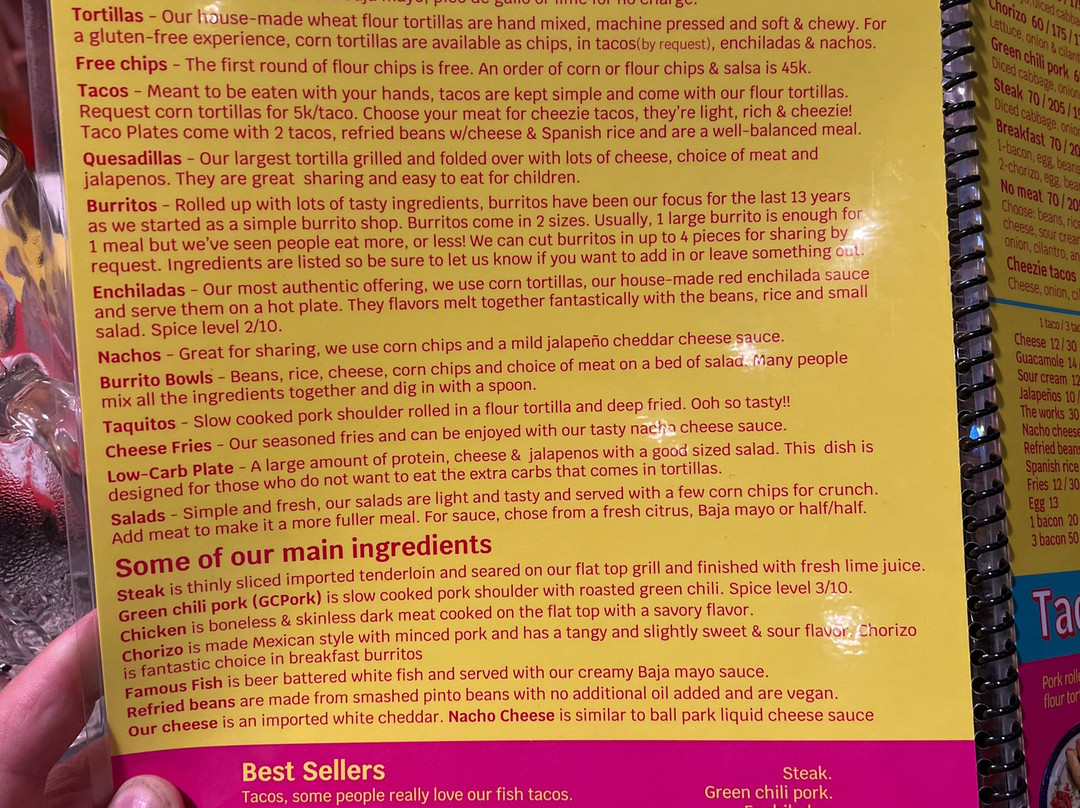 pico de gallo or lime for no charge.
Tortillas - Our house-made wheat flour tortillas are hand mixed, machine pressed and soft & chewy. For
a gluten-free experience, corn tortillas are available as chips, in tacos(by request), enchiladas & nachos.
Free chips - The first round of flour chips is free. An order of corn or flour chips & salsa is 45k.
Tacos - Meant to be eaten with your hands, tacos are kept simple and come with our flour tortillas.
Request corn tortillas for 5k/taco. Choose your meat for cheezie tacos, they're light, rich & cheezie!
Taco Plates come with 2 tacos, refried beans w/cheese & Spanish rice and are a well-balanced meal.
Quesadillas - Our largest tortilla grilled and folded over with lots of cheese, choice of meat and
jalapenos. They are great sharing and easy to eat for children.
Burritos - Rolled up with lots of tasty ingredients, burritos have been our focus for the last 13 years
as we started as a simple burrito shop. Burritos come in 2 sizes. Usually, 1 large burrito is enough for
1 meal but we've seen people eat more, or less! We can cut burritos in up to 4 pieces for sharing by
request. Ingredients are listed so be sure to let us know if you want to add in or leave something out.
Enchiladas - Our most authentic offering, we use corn tortillas, our house-made red enchilada sauce
and serve them on a hot plate. They flavors melt together fantastically with the beans, rice and small
salad. Spice level 2/10.
Nachos - Great for sharing, we use corn chips and a mild jalapeño cheddar cheese sauce.
Burrito Bowls - Beans, rice, cheese, corn chips and choice of meat on a bed of salad. Many people
mix all the ingredients together and dig in with a spoon.
Taquitos - Slow cooked pork shoulder rolled in a flour tortilla and deep fried. Ooh so tasty!!
Cheese Fries - Our seasoned fries and can be enjoyed with our tasty nacho cheese sauce.
Low-Carb Plate - A large amount of protein, cheese & jalapenos with a good sized salad. This dish is
designed for those who do not want to eat the extra carbs that comes in tortillas.
Salads - Simple and fresh, our salads are light and tasty and served with a few corn chips for crunch.
Add meat to make it a more fuller meal. For sauce, chose from a fresh citrus, Baja mayo or half/half.
Some of our main ingredients
Steak is thinly sliced imported tenderloin and seared on our flat top grill and finished with fresh lime juice.
Green chili pork (GCPork) is slow cooked pork shoulder with roasted green chili. Spice level 3/10.
Chicken is boneless & skinless dark meat cooked on the flat top with a savory flavor.
Chorizo is made Mexican style with minced pork and has a tangy and slightly sweet & sour flavor. Chorizo
is fantastic choice in breakfast burritos
Famous Fish is beer battered white fish and served with our creamy Baja mayo sauce.
Refried beans are made from smashed pinto beans with no additional oil added and are vegan.
Our cheese is an imported white cheddar. Nacho Cheese is similar to ball park liquid cheese sauce
Best Sellers
Tacos, some people really love our fish tacos.
Steak.
Green chili pork.
Chorizo 60 / 175 /
Lettuce, onion &
Green chili pork
Diced cabbage, onion
Steak 70 / 205 /
Diced cabbage,
Breakfast 70 /
1-bacon, egg,
2-chorizo, egg,
No meat 70 /
Choose: beans,
cheese, sour
onion, cilantro,
Cheezie tacos
Cheese, onion,
1 taco / 3
Cheese 12 / 30
Guacamole 14
Sour cream 12
Jalapeños 10 /
The works 30
Nacho cheese
Refried beans
Spanish rice
Fries 12 / 30
Egg 13
1 bacon 20
3 bacon 50
Pork
flour